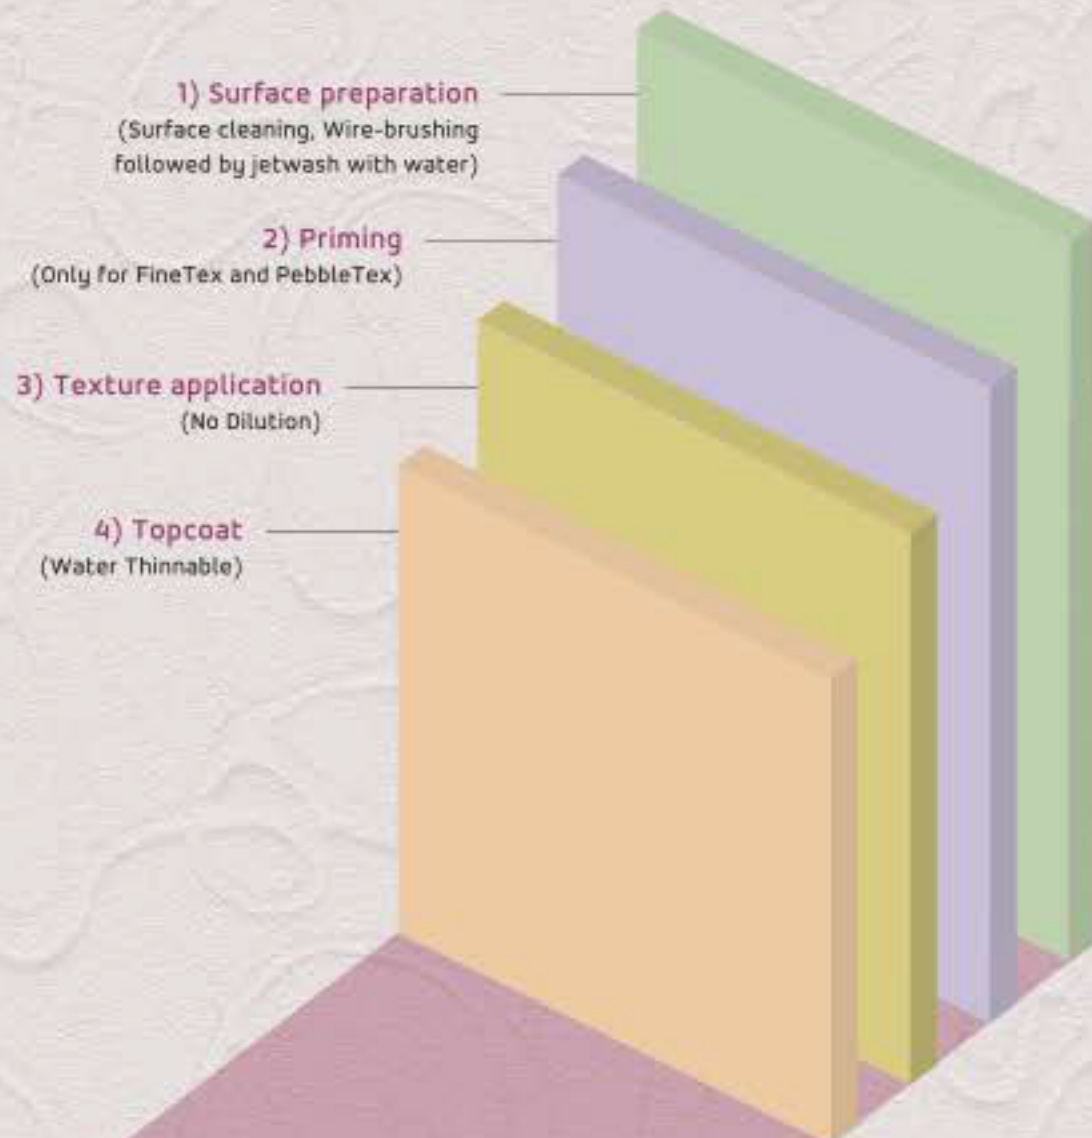 1) Surface preparation
(Surface cleaning, Wire-brushing
followed by jetwash with water)
2) Priming
(Only for FineTex and PebbleTex)
3) Texture application
(No Dilution)
4) Topcoat
(Water Thinnable)